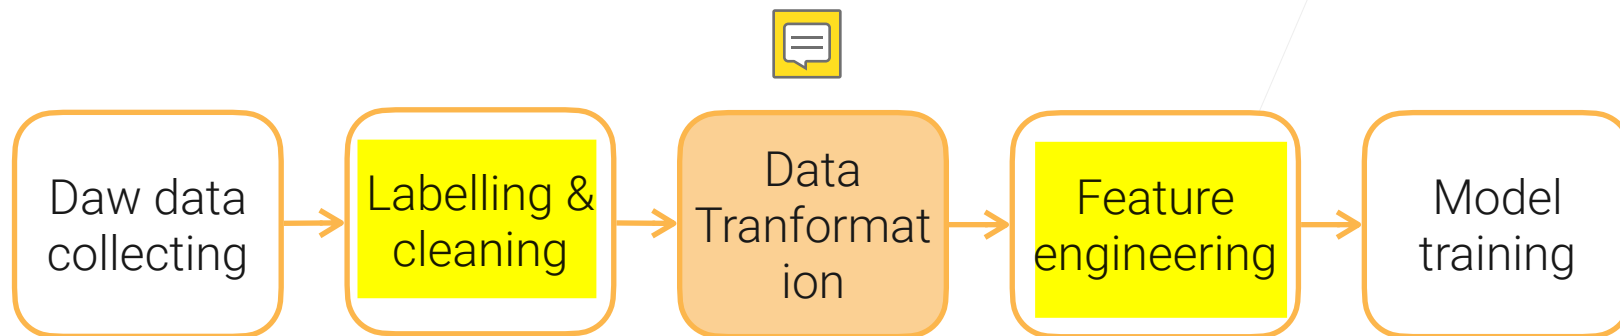 Daw data
collecting
Labelling &
cleaning
Data
Tranformat
ion
Feature
engineering
Model
training